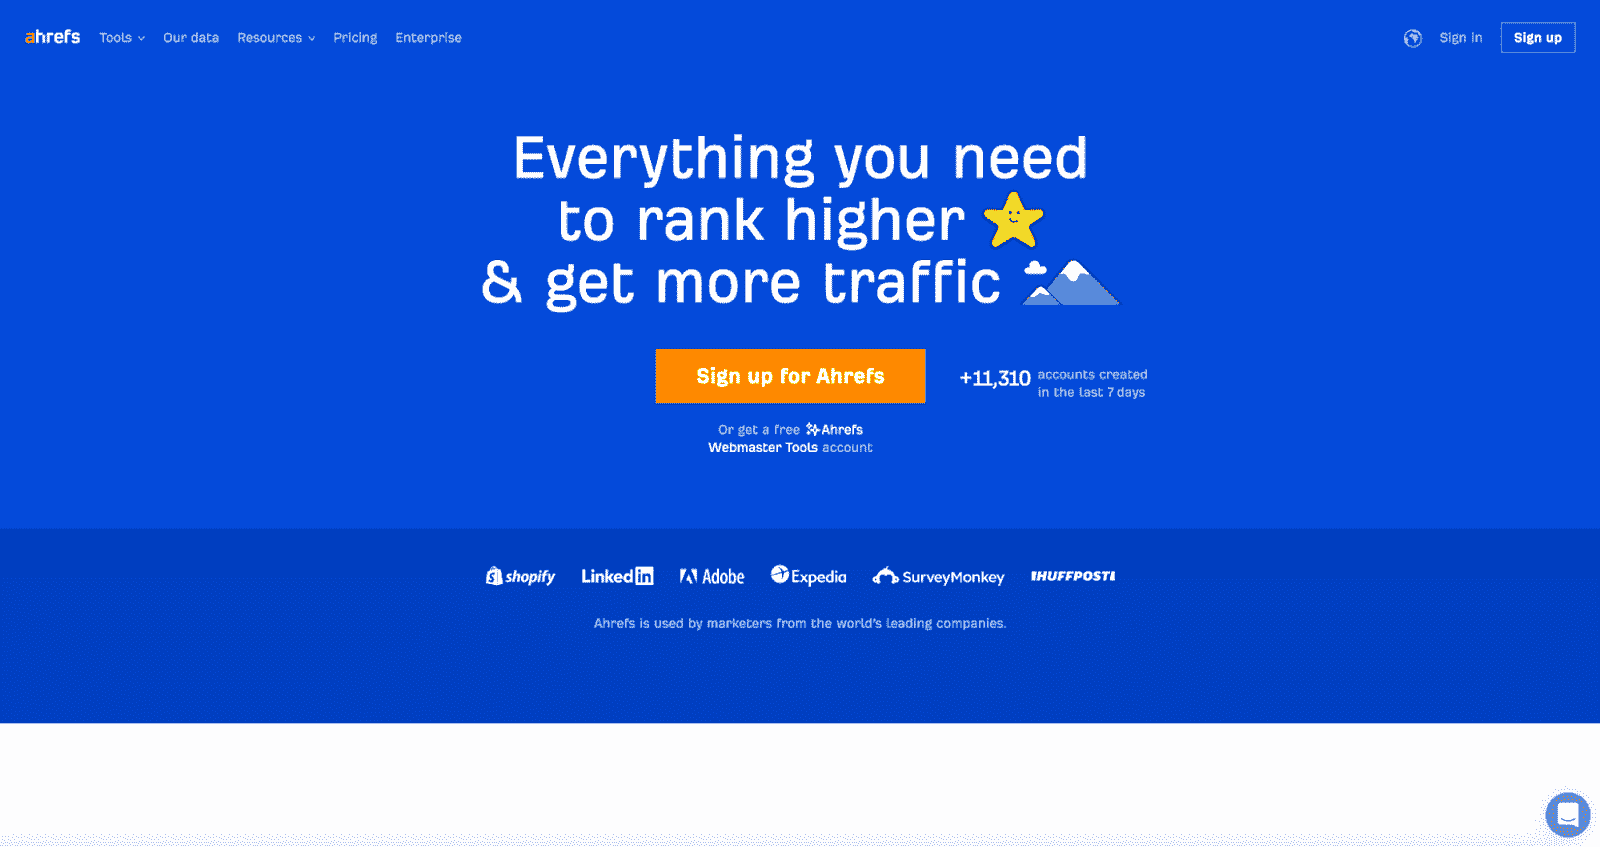 ahrefs Tools Our data Resources Pricing Enterprise Sign in Sign up
Everything you need
to rank higher
& get more traffic
Sign up for Ahrefs
+11,310 accounts created
in the last 7 days
Or get a free Ahrefs
Webmaster Tools account
shopify LinkedIn Adobe Expedia SurveyMonkey HUFFPOST
Ahrefs is used by marketers from the world's leading companies.